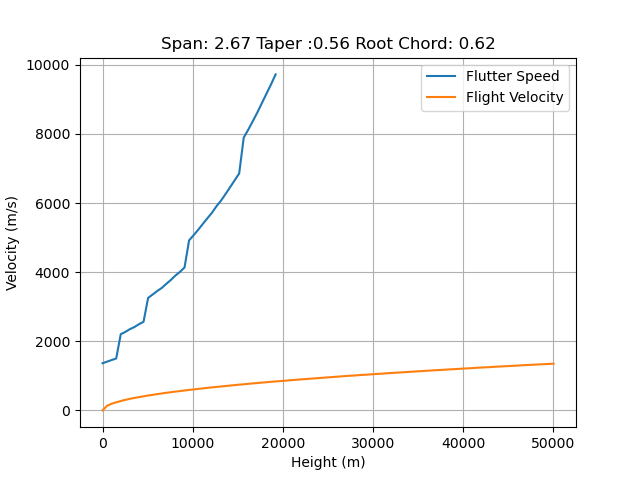 Span: 2.67 Taper :0.56 Root Chord: 0.62
Flutter Speed
Flight Velocity
10000
8000
6000
4000
2000
0
Velocity (m/s)
0 10000 20000 30000 40000 50000
Height (m)